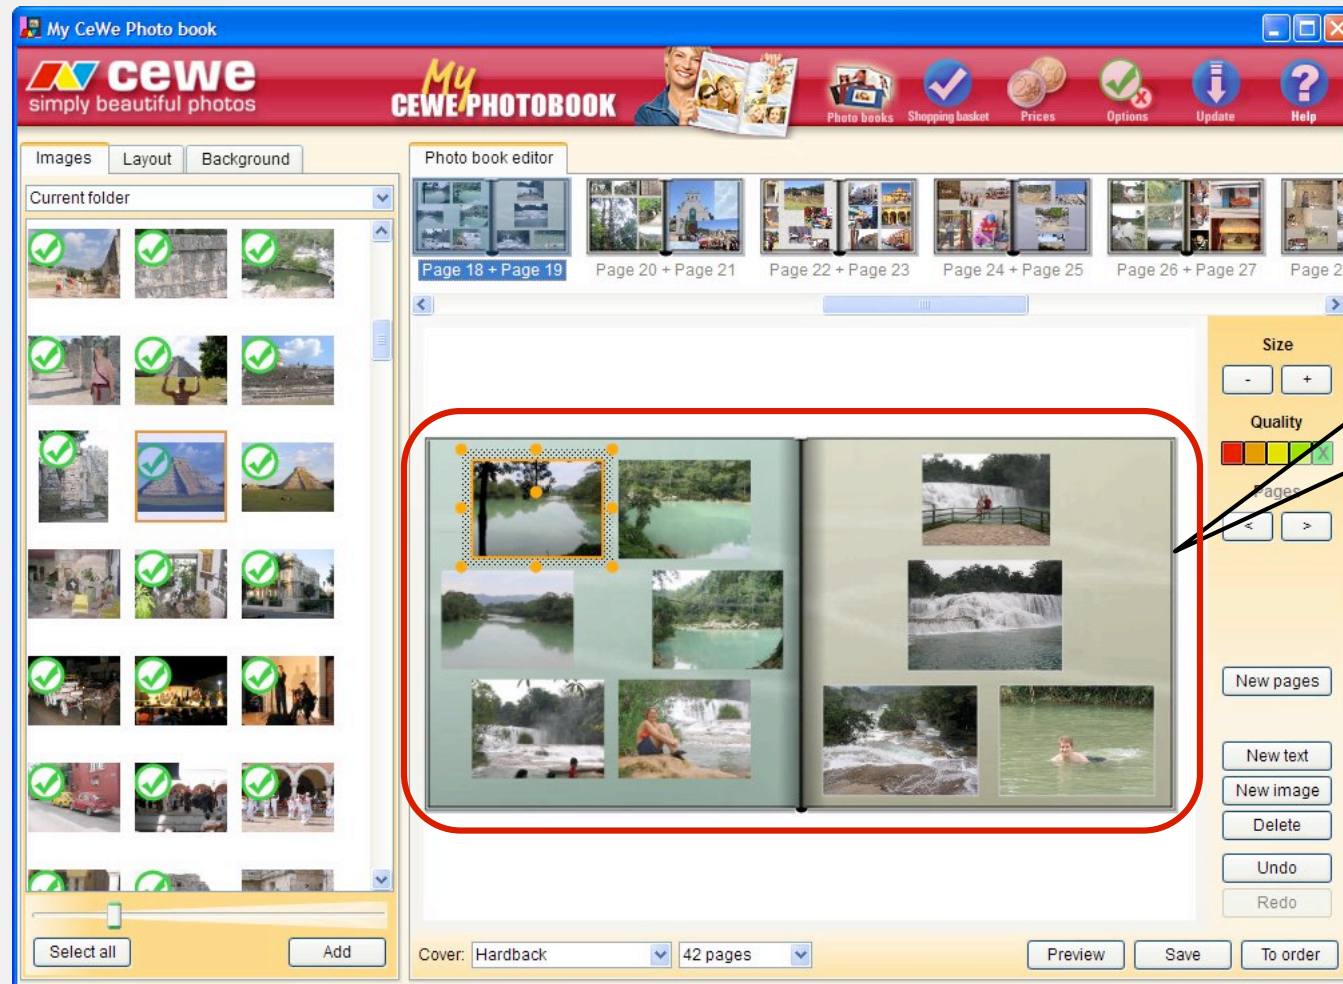 My CeWe Photo book
cewe
simply beautiful photos
My
CEWE PHOTOBOOK
Photo books
Shopping basket
Prices
Options
Update
Help
Images
Layout
Background
Current folder
Select all
Add
Photo book editor
Page 18 + Page 19
Page 20 + Page 21
Page 22 + Page 23
Page 24 + Page 25
Page 26 + Page 27
Page 2
Size
-
+
Quality
X
Pages
<
>
New pages
New text
New image
Delete
Undo
Redo
Cover:
Hardback
42 pages
Preview
Save
To order